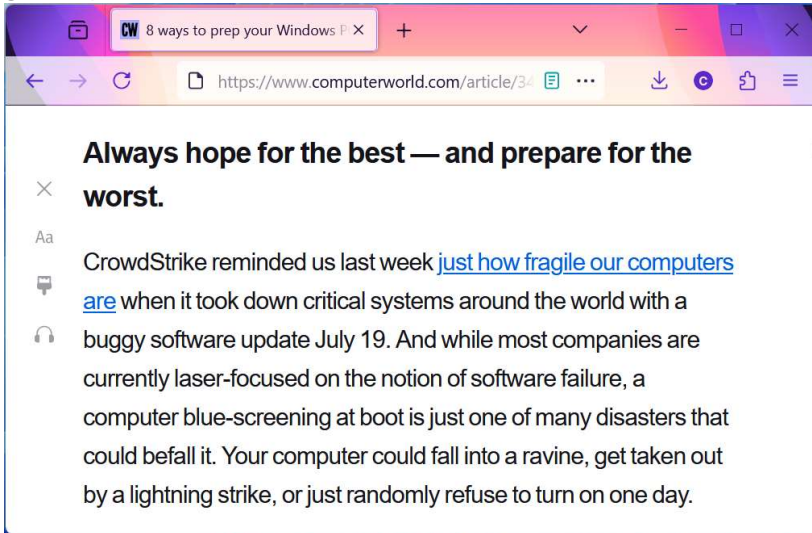 CW 8 ways to prep your Windows P
https://www.computerworld.com/article/34
C
Always hope for the best — and prepare for the
worst.
Aa
CrowdStrike reminded us last week just how fragile our computers
are when it took down critical systems around the world with a
buggy software update July 19. And while most companies are
currently laser-focused on the notion of software failure, a
computer blue-screening at boot is just one of many disasters that
could befall it. Your computer could fall into a ravine, get taken out
by a lightning strike, or just randomly refuse to turn on one day.